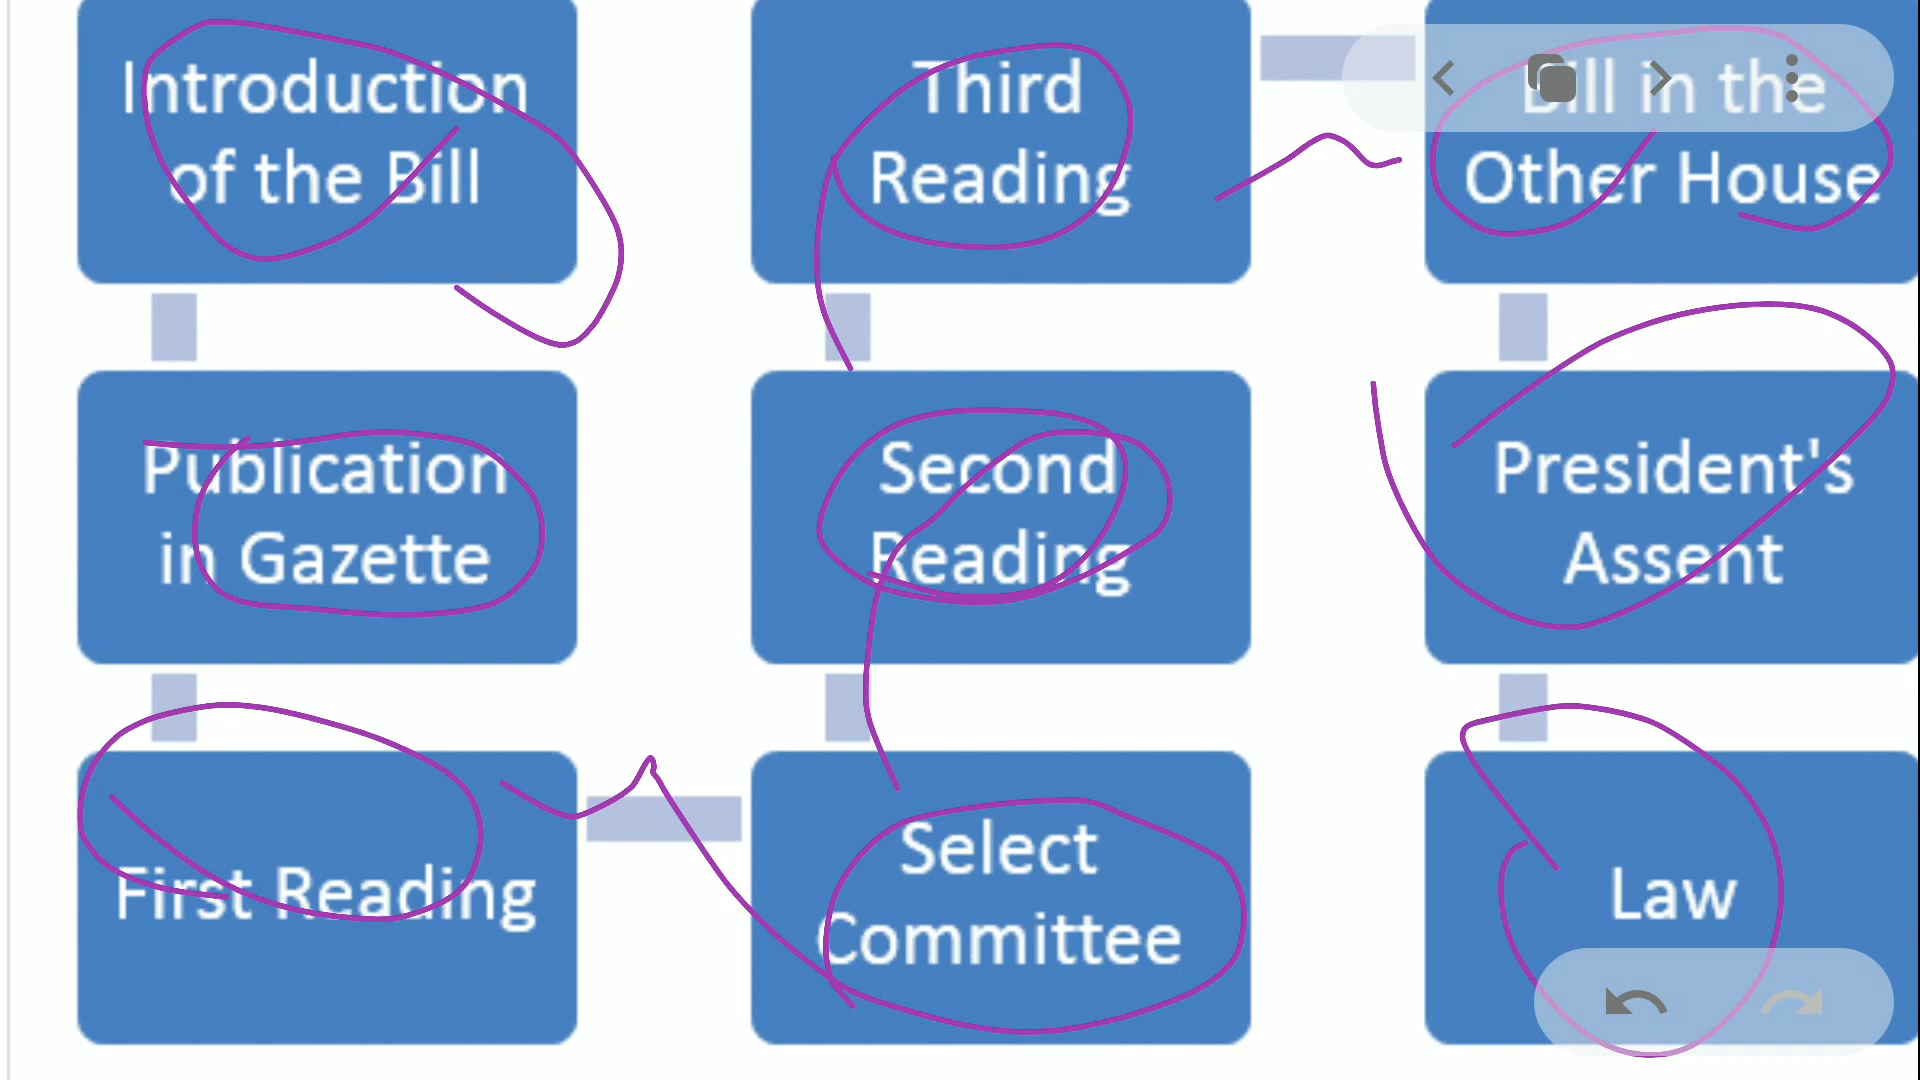 Introduction
of the Bill
Publication
in Gazette
First Reading
Select
Committee
Second
Reading
Third
Reading
Bill in the
Other House
President's
Assent
Law